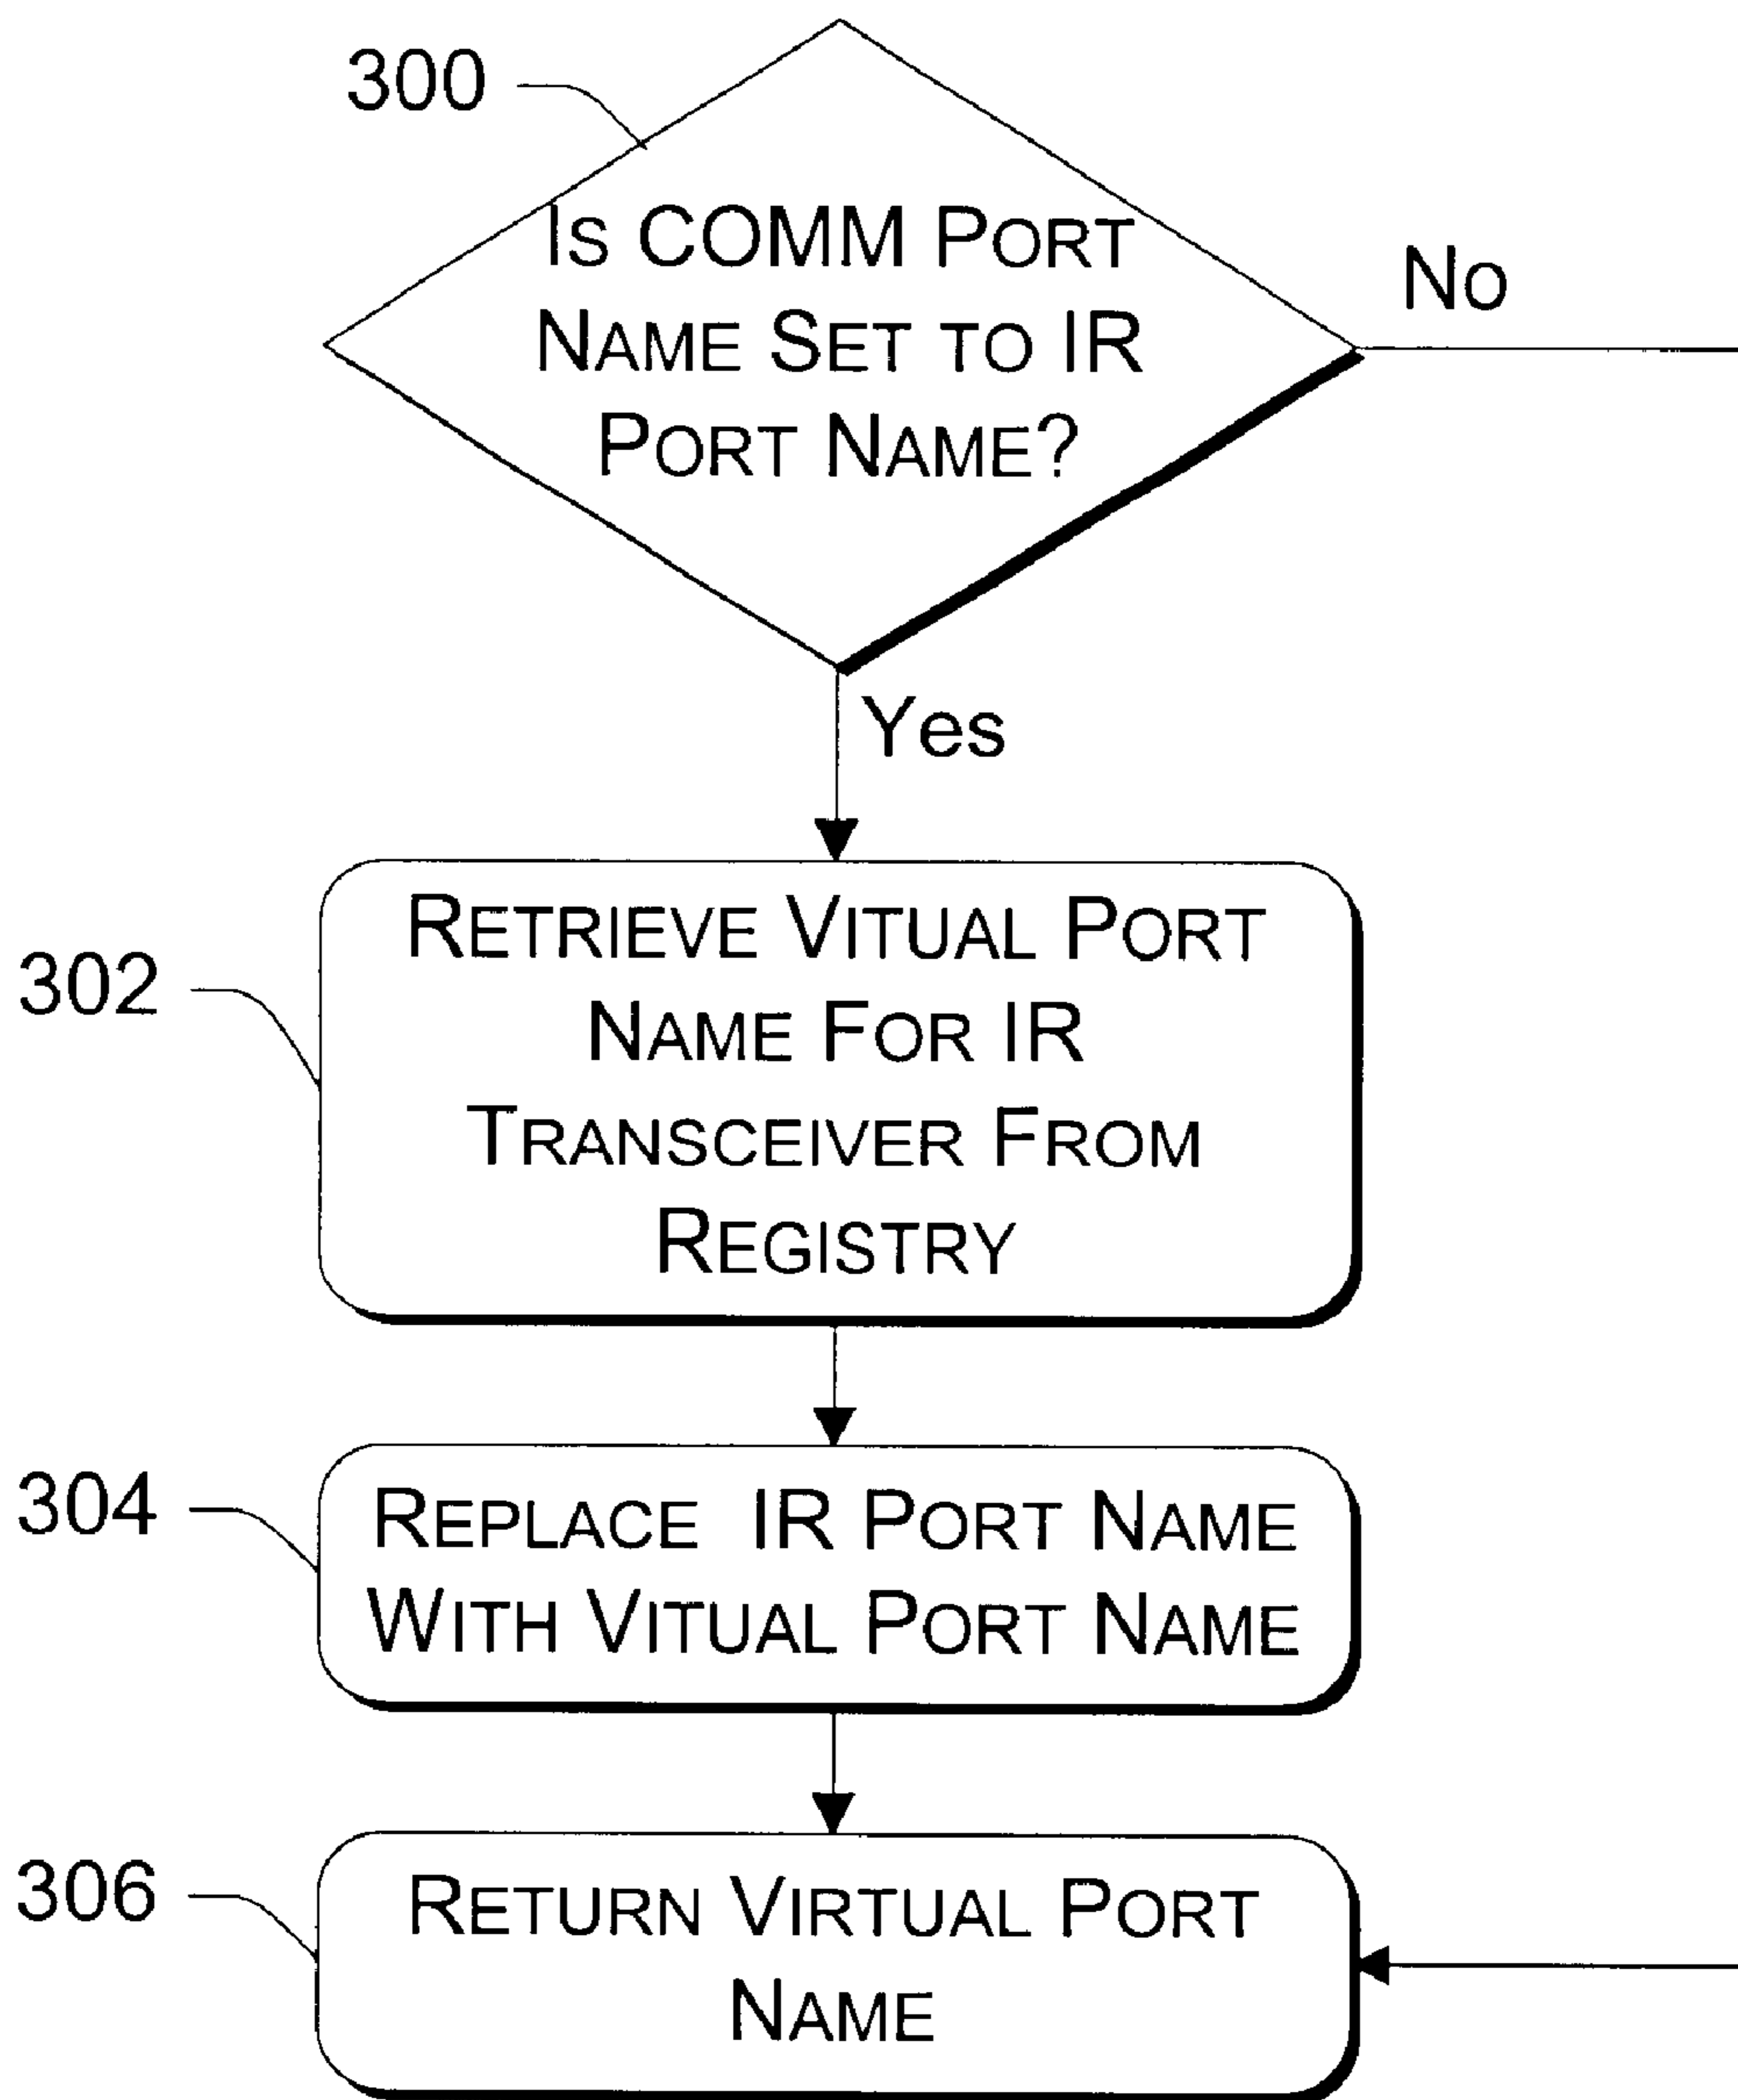 300
IS COMM PORT
NAME SET TO IR
PORT NAME?
No
Yes
302
RETRIEVE VITUAL PORT
NAME FOR IR
TRANSCEIVER FROM
REGISTRY
304
REPLACE IR PORT NAME
WITH VITUAL PORT NAME
306
RETURN VIRTUAL PORT
NAME